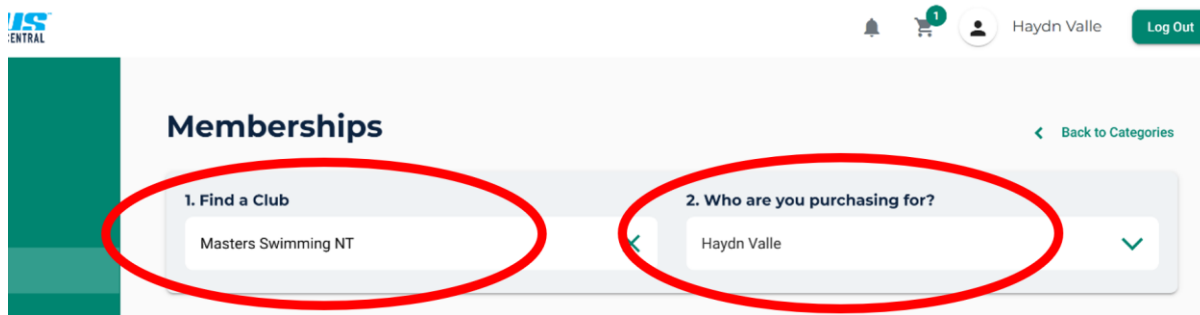 US
CENTRAL
1
Haydn Valle
Log Out
Memberships
Back to Categories
1. Find a Club
2. Who are you purchasing for?
Masters Swimming NT
Haydn Valle